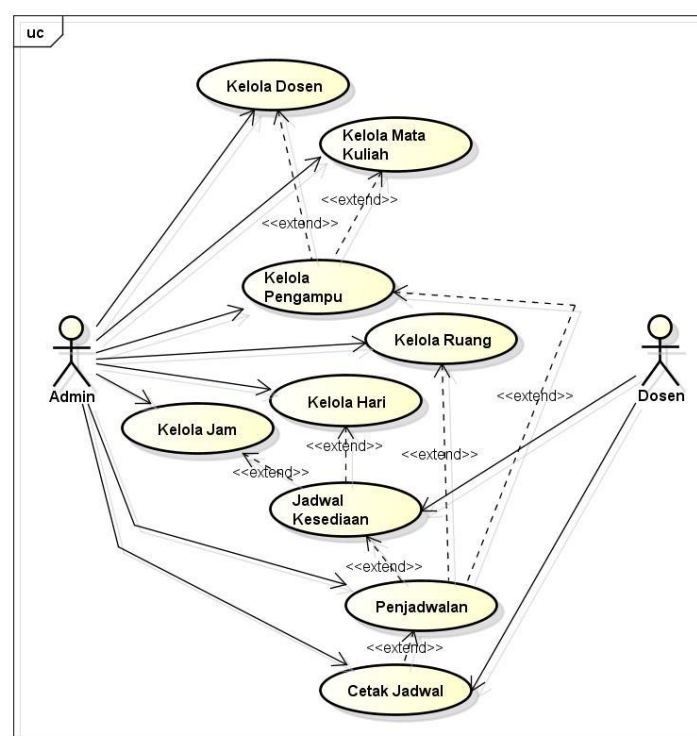 uc
Kelola Dosen
Kelola Mata
Kuliah
<<extend>>
<<extend>>
Kelola
Pengampu
Kelola Ruang
Admin
Dosen
Kelola Hari
<<extend>>
Kelola Jam
<<extend>>
<<extend>>
<<extend>>
Jadwal
Kesediaan
<<extend>>
Penjadwalan
<<extend>>
Cetak Jadwal